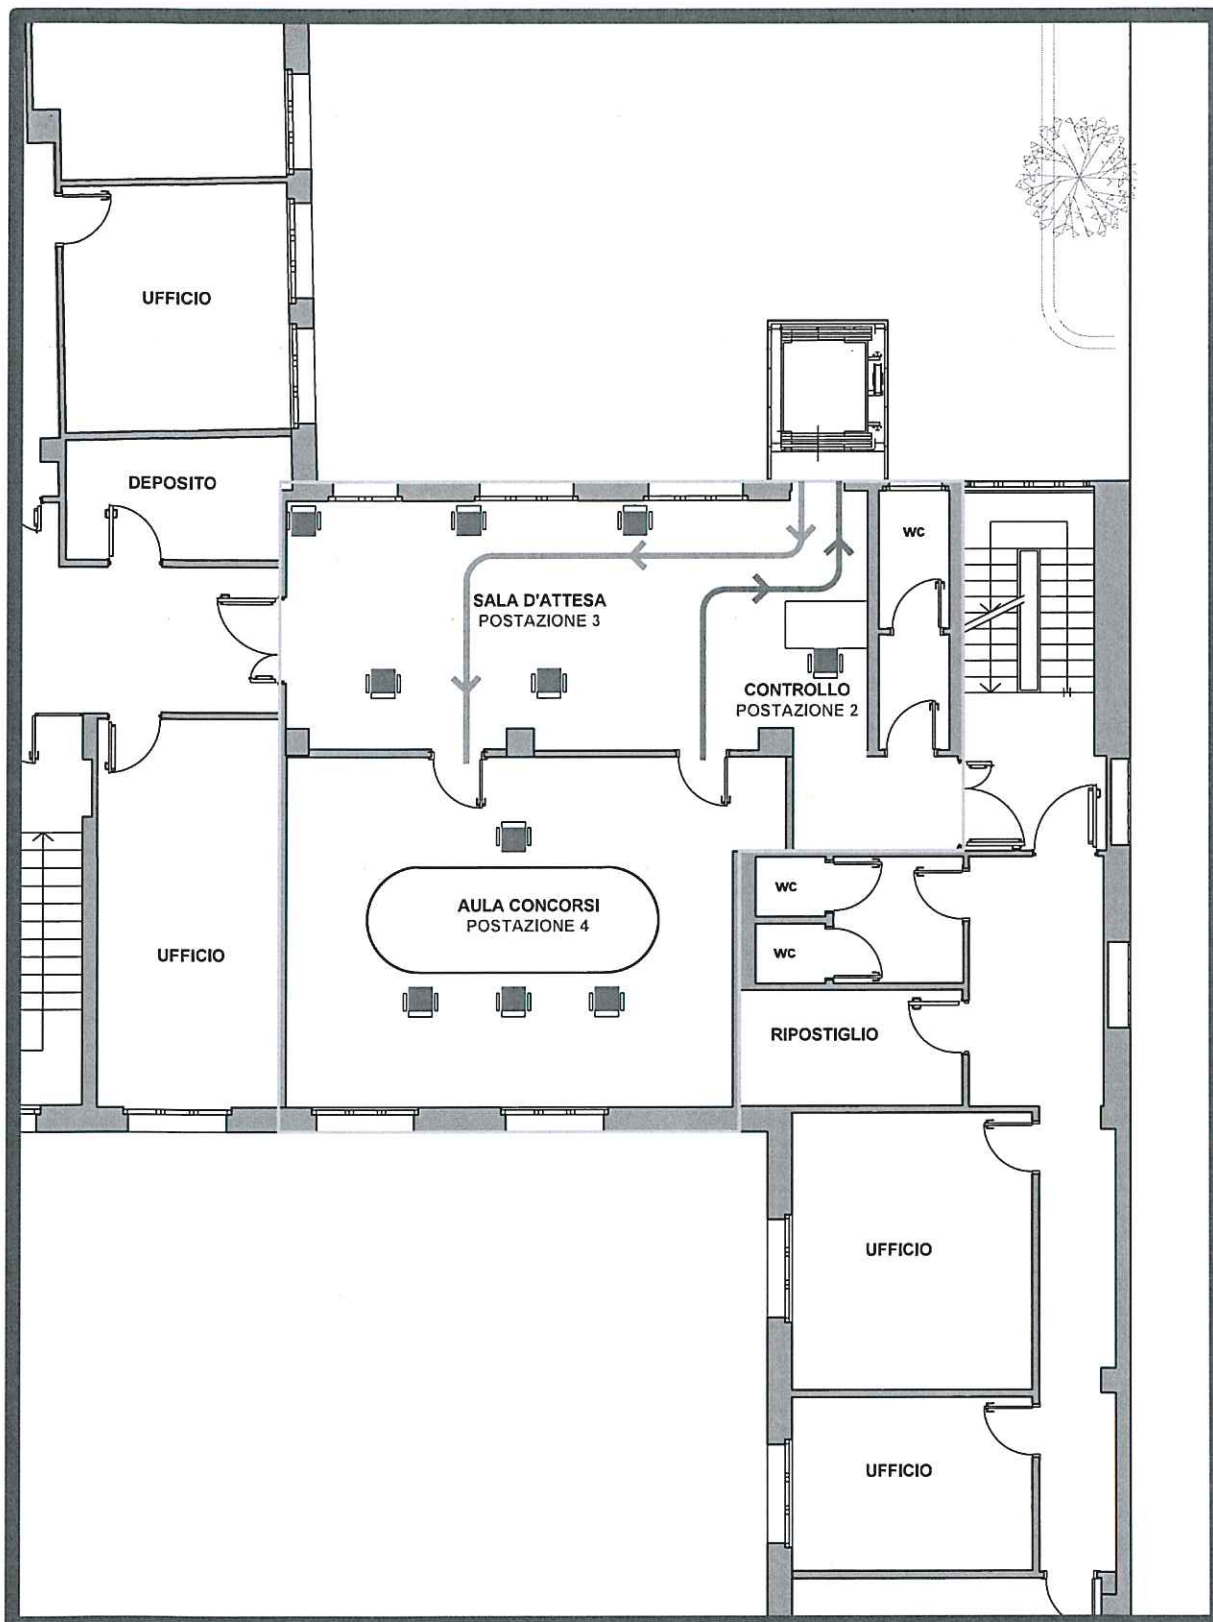 UFFICIO
DEPOSITO
wc
SALA D'ATTESA
POSTAZIONE 3
CONTROLLO
POSTAZIONE 2
wc
AULA CONCORSI
POSTAZIONE 4
UFFICIO
wc
RIPOSTIGLIO
UFFICIO
UFFICIO